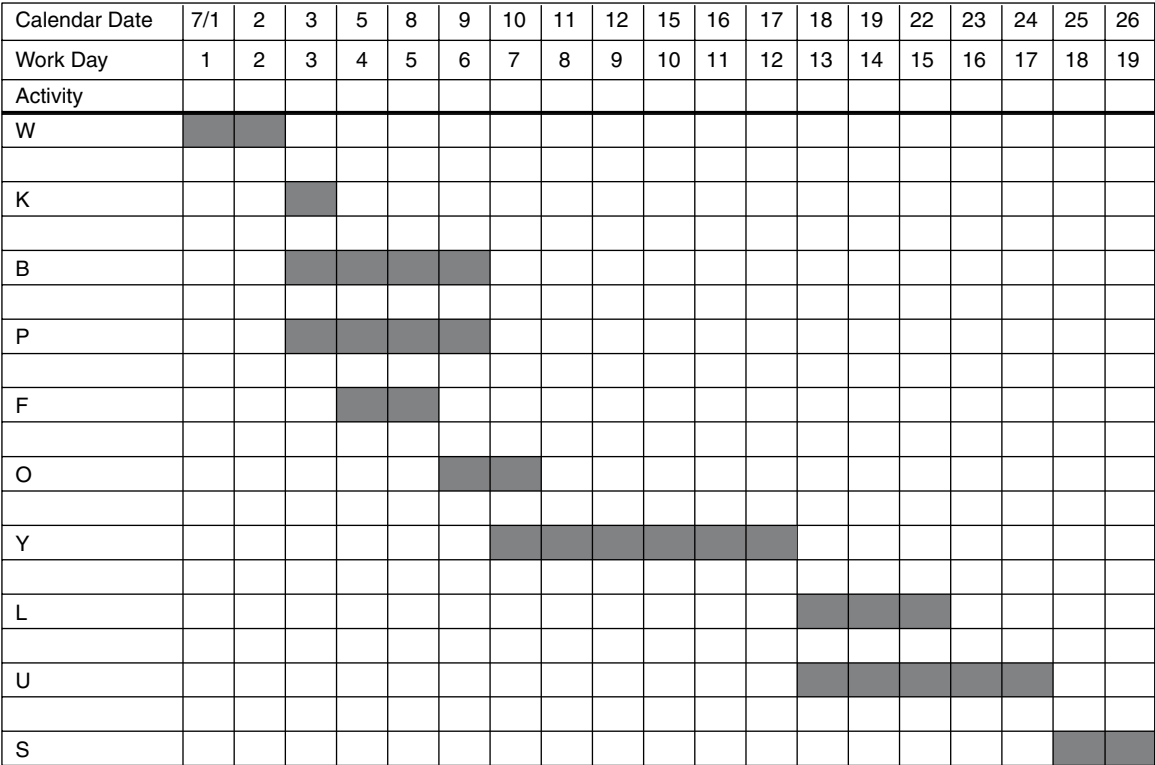 Calendar Date 7/1 2 3 5 8 9 10 11 12 15 16 17 18 19 22 23 24 25 26
Work Day 1 2 3 4 5 6 7 8 9 10 11 12 13 14 15 16 17 18 19
Activity
W
K
B
P
F
O
Y
L
U
S